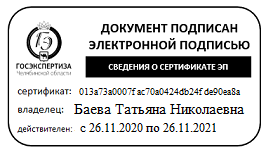 ДОКУМЕНТ ПОДПИСАН
ЭЛЕКТРОННОЙ ПОДПИСЬЮ
ГОСЭКСПЕРТИЗА
Челябинской области
СВЕДЕНИЯ О СЕРТИФИКАТЕ ЭП
сертификат: 013a73a0007fac70a0424db24fde90ea8a
владелец: Баева Татьяна Николаевна
действителен: с 26.11.2020 по 26.11.2021